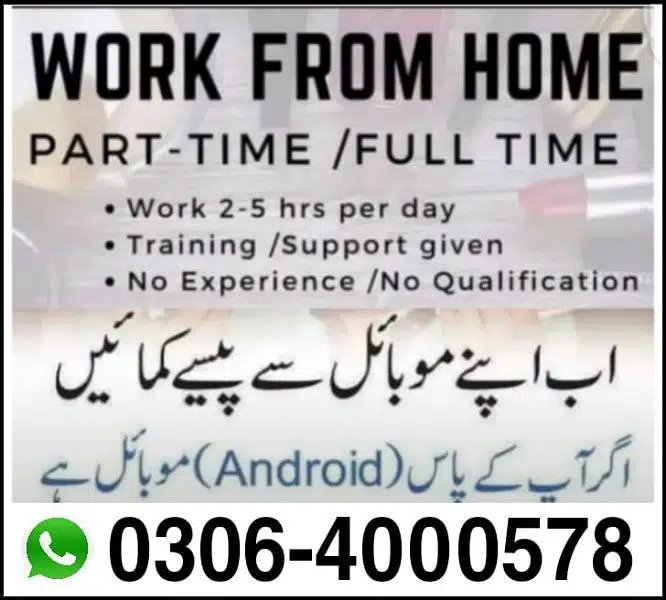 WORK FROM HOME
PART-TIME /FULL TIME
• Work 2-5 hrs per day
• Training /Support given
• No Experience /No Qualification
اب اپنے موبائل سے پیسے کمائیں
اگر آپ کے پاس (Android) موبائل ہے
0306-4000578